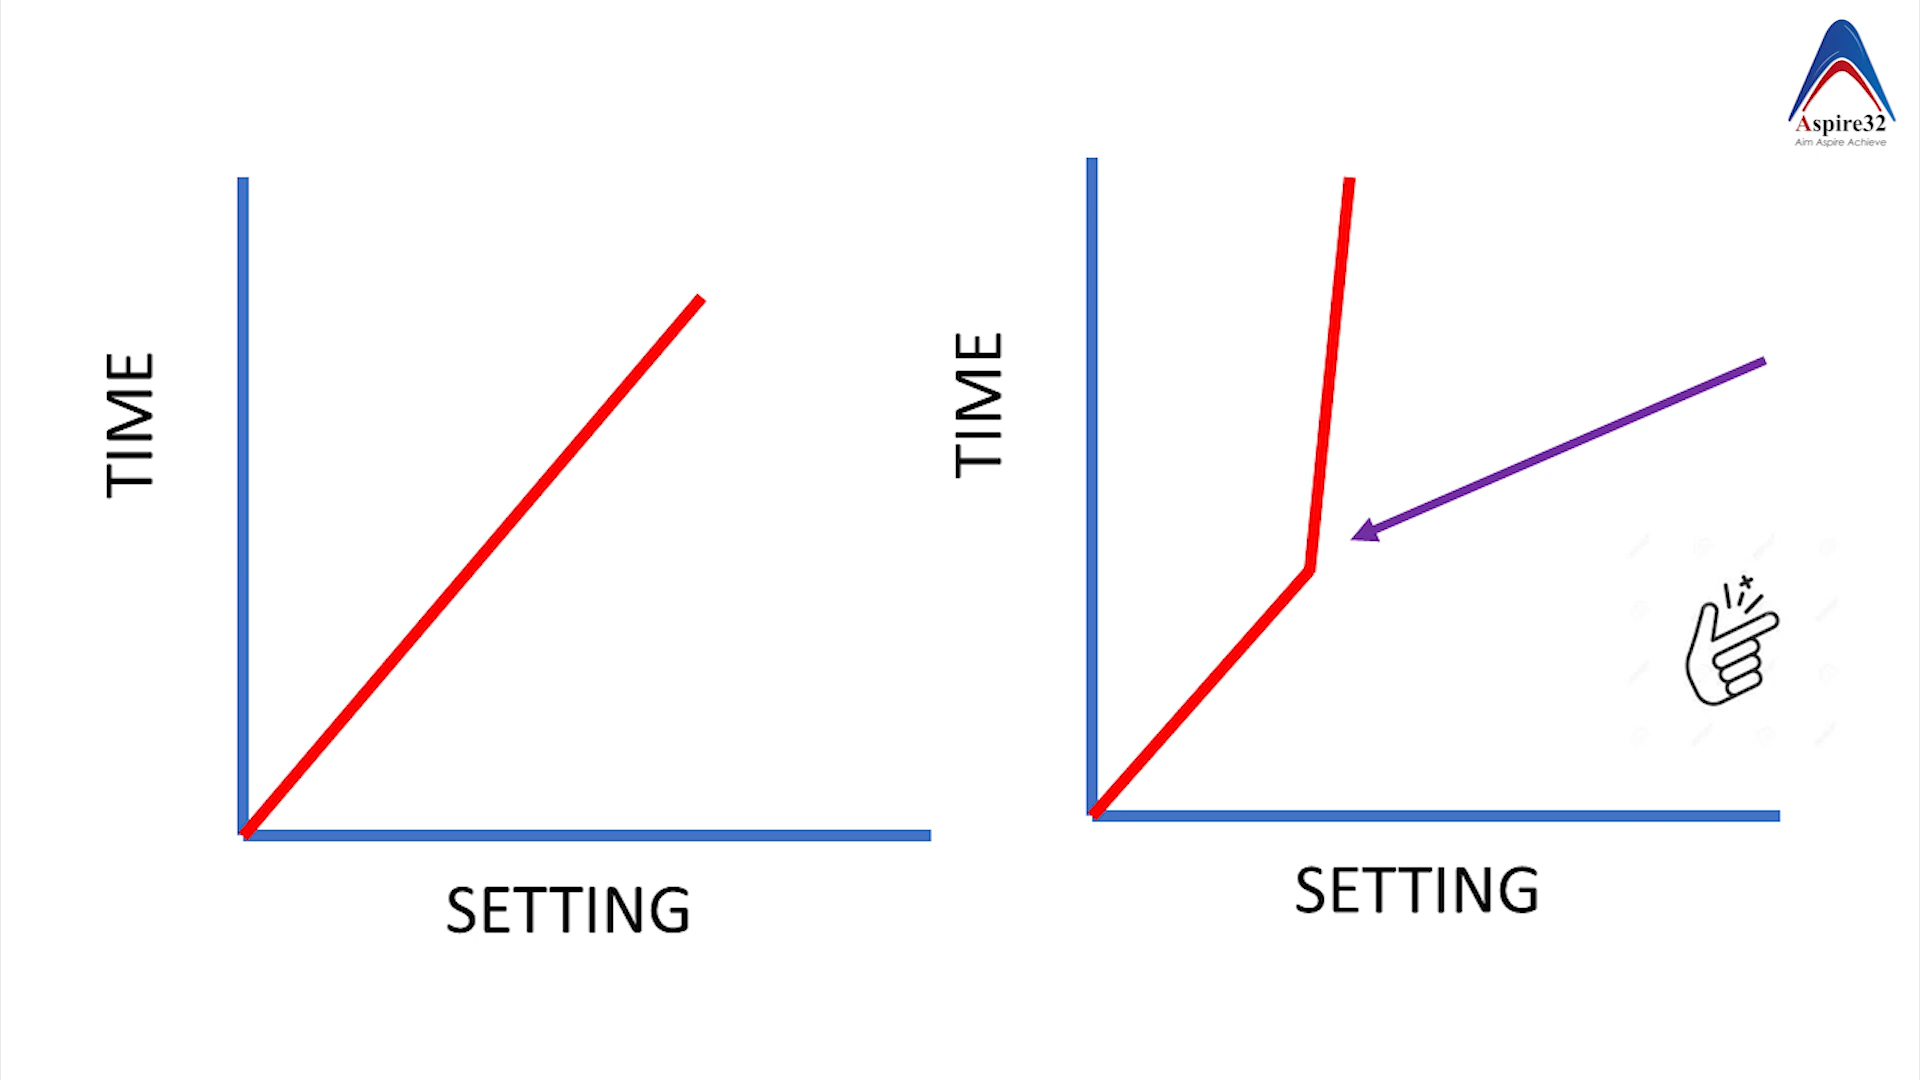 Aspire32
Aim Aspire Achieve
TIME
SETTING
TIME
SETTING